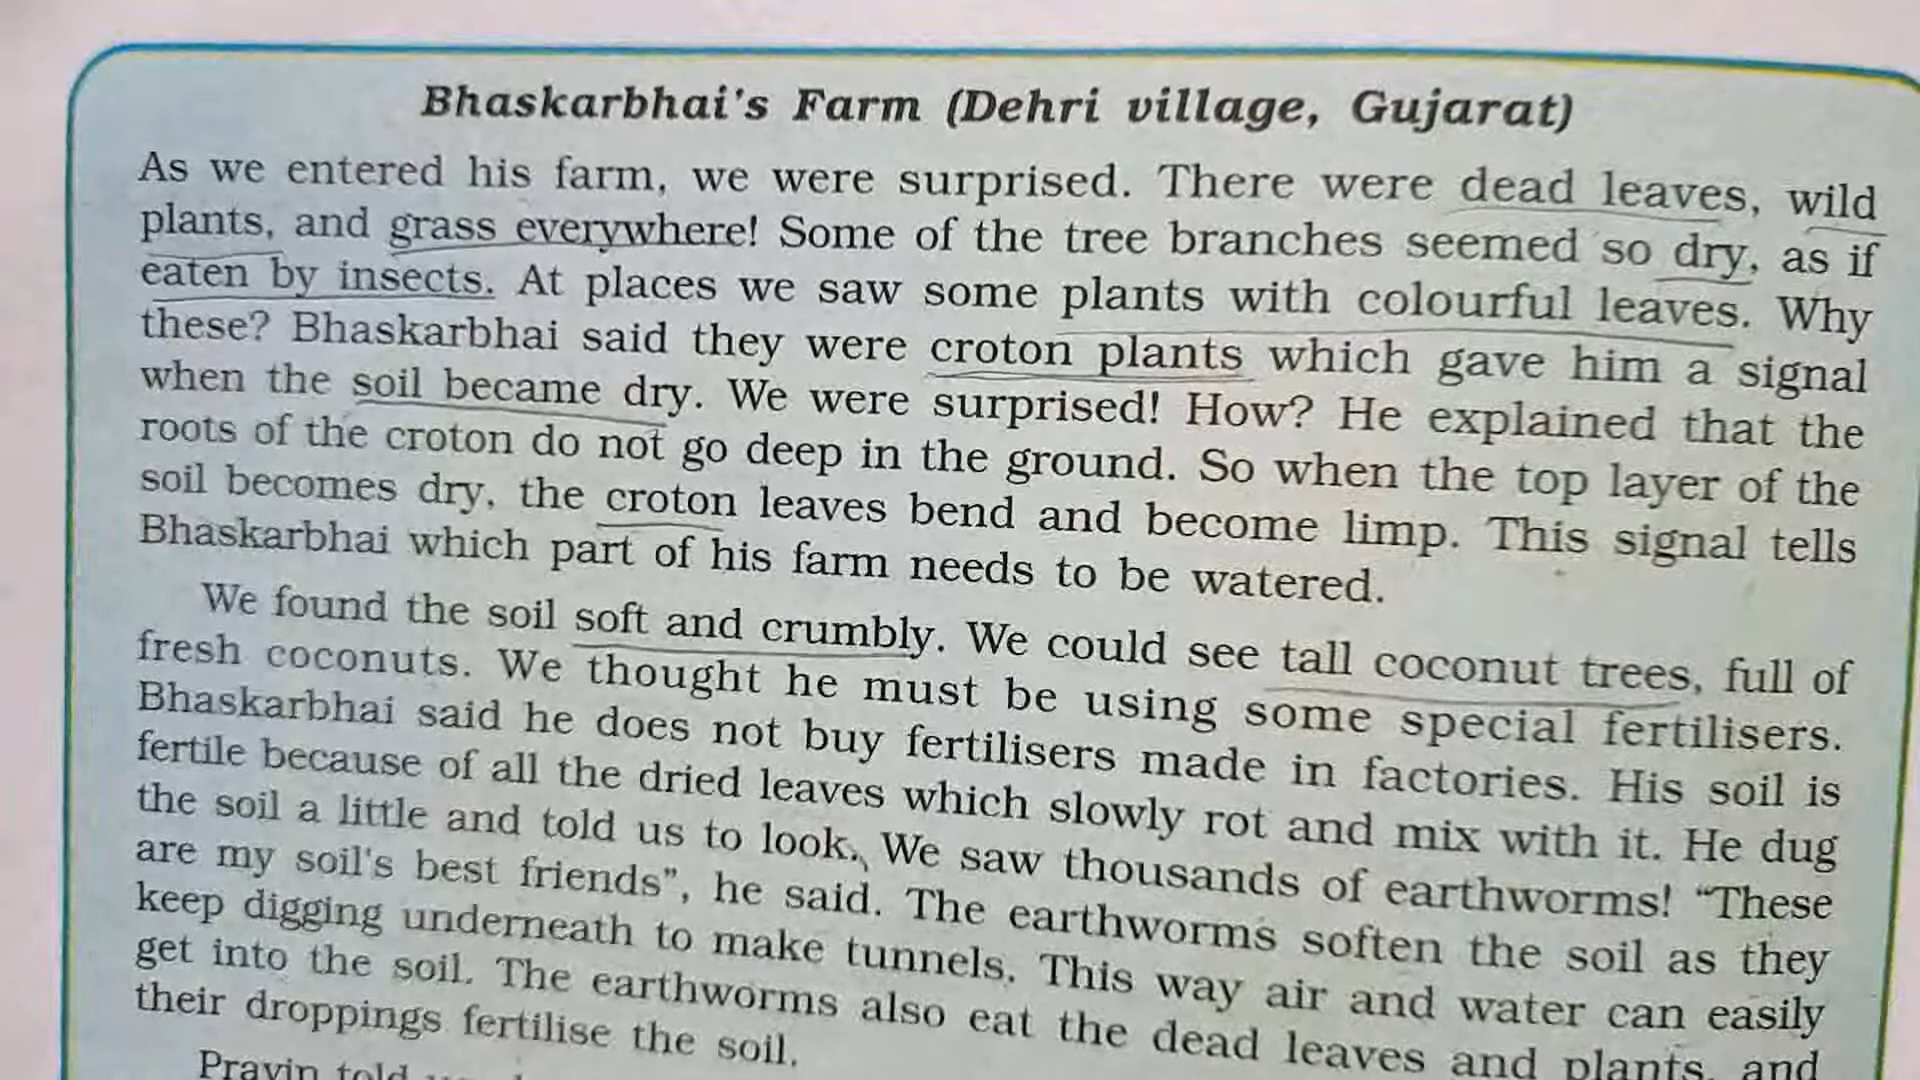 Bhaskarbhai's Farm (Dehri village, Gujarat)
As we entered his farm, we were surprised. There were dead leaves, wild
plants, and grass everywhere! Some of the tree branches seemed so dry, as if
eaten by insects. At places we saw some plants with colourful leaves. Why
these? Bhaskarbhai said they were croton plants which gave him a signal
when the soil became dry. We were surprised! How? He explained that the
roots of the croton do not go deep in the ground. So when the top layer of the
soil becomes dry, the croton leaves bend and become limp. This signal tells
Bhaskarbhai which part of his farm needs to be watered.
We found the soil soft and crumbly. We could see tall coconut trees, full of
fresh coconuts. We thought he must be using some special fertilisers.
Bhaskarbhai said he does not buy fertilisers made in factories. His soil is
fertile because of all the dried leaves which slowly rot and mix with it. He dug
the soil a little and told us to look. We saw thousands of earthworms! “These
are my soil's best friends”, he said. The earthworms soften the soil as they
keep digging underneath to make tunnels. This way air and water can easily
get into the soil. The earthworms also eat the dead leaves and plants, and
their droppings fertilise the soil.
Pravin told